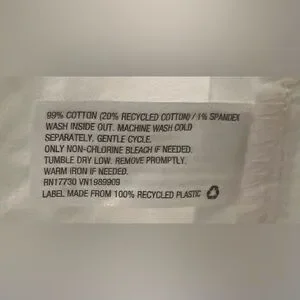 99% COTTON (20% RECYCLED COTTON) / 1% SPANDEX
WASH INSIDE OUT. MACHINE WASH COLD
SEPARATELY. GENTLE CYCLE.
ONLY NON-CHLORINE BLEACH IF NEEDED.
TUMBLE DRY LOW. REMOVE PROMPTLY.
WARM IRON IF NEEDED.
RN17730 VN1989909
LABEL MADE FROM 100% RECYCLED PLASTIC